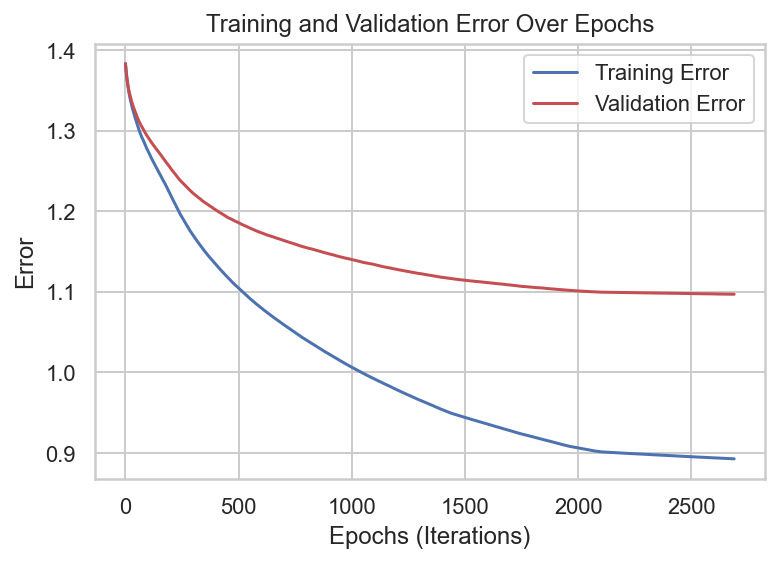 Training and Validation Error Over Epochs
1.4
1.3
1.2
1.1
1.0
0.9
Error
Training Error
Validation Error
0
500
1000
1500
2000
2500
Epochs (Iterations)